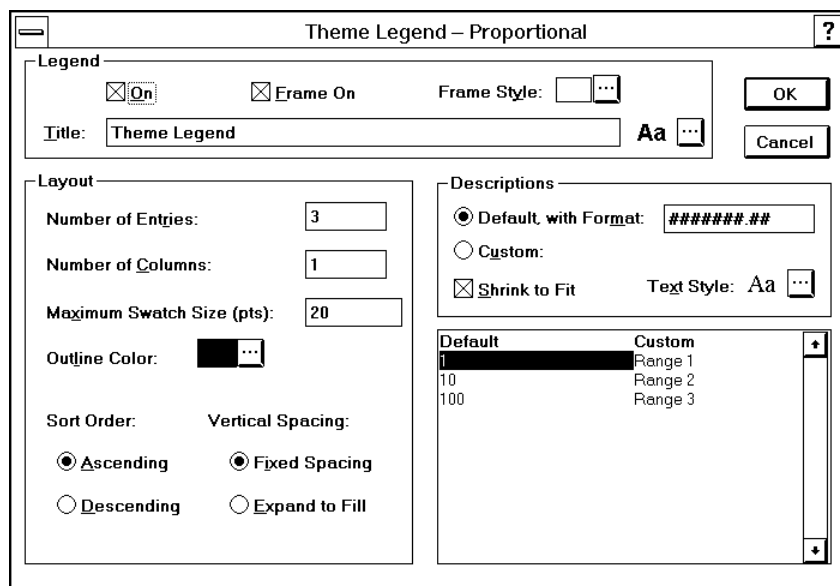 Theme Legend – Proportional
?
Legend
On
Frame On
Frame Style:
...
OK
Title:
Theme Legend
Aa
...
Cancel
Layout
Number of Entries:
3
Number of Columns:
1
Maximum Swatch Size (pts):
20
Outline Color:
...
Sort Order:
Vertical Spacing:
Ascending
Fixed Spacing
Descending
Expand to Fill
Descriptions
Default, with Format:
#######.##
Custom:
Shrink to Fit
Text Style:
Aa
...
Default Custom
1 Range 1
10 Range 2
100 Range 3